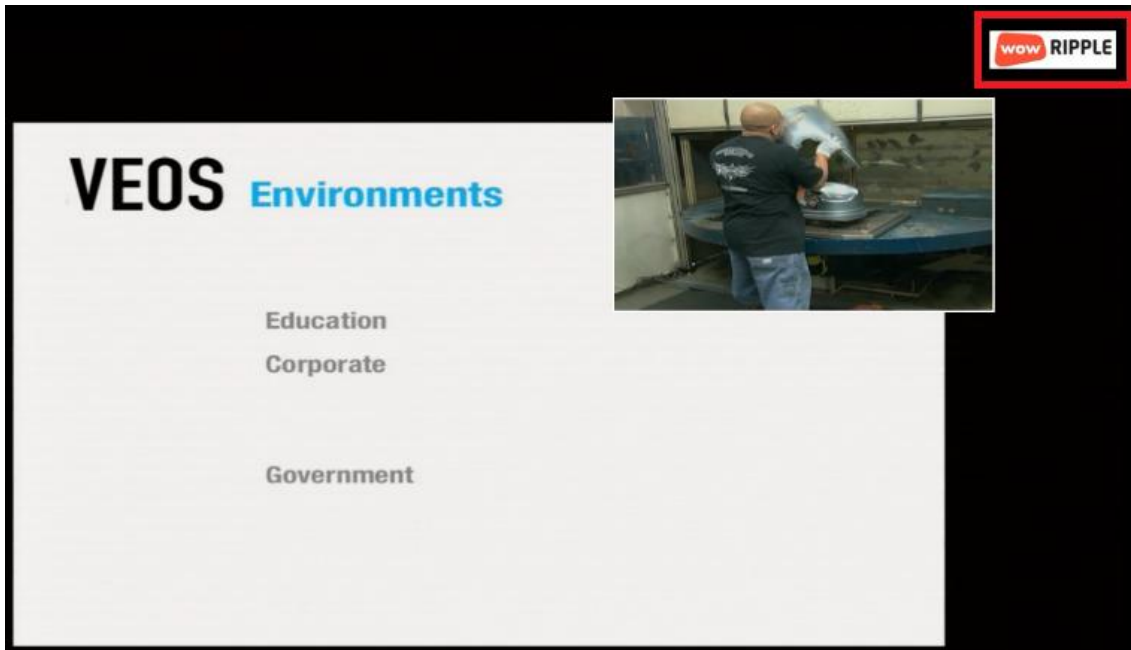 wow RIPPLE
VEOS Environments
Education
Corporate
Government